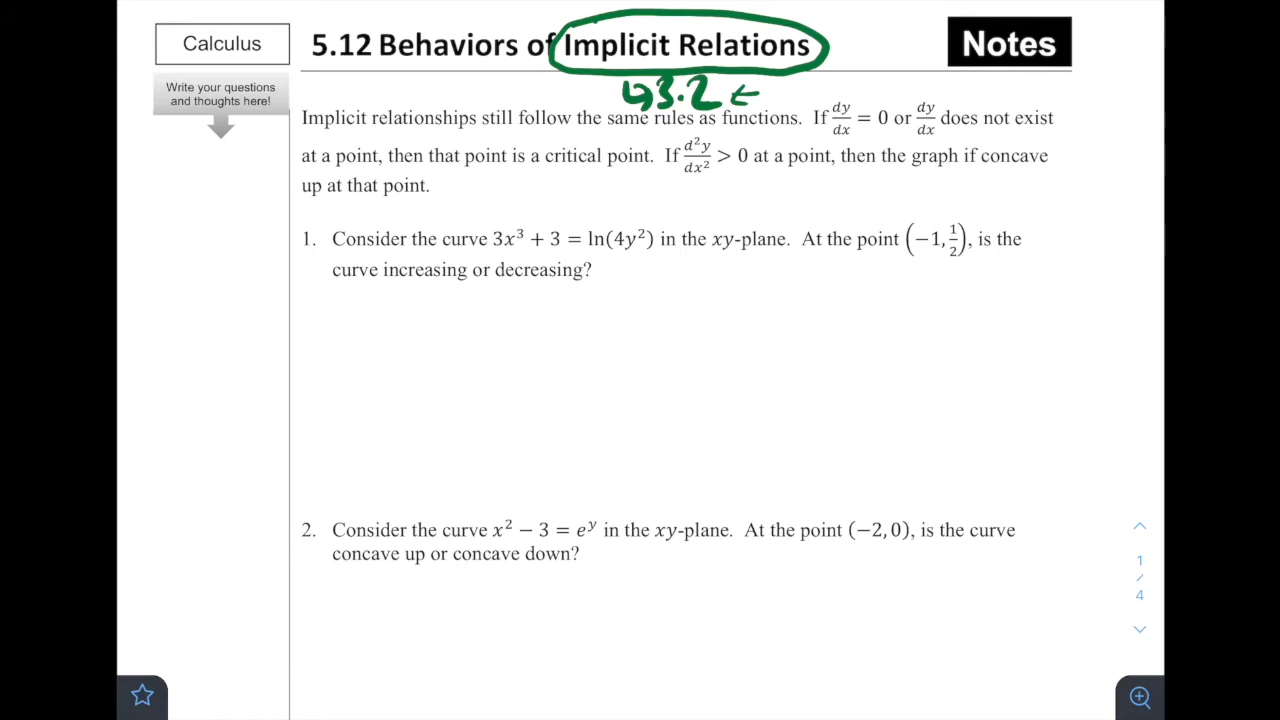 Calculus
5.12 Behaviors of Implicit Relations
Notes
Write your questions
and thoughts here!
↳3.2 ←
Implicit relationships still follow the same rules as functions. If dy/dx = 0 or dy/dx does not exist
at a point, then that point is a critical point. If d²y/dx² > 0 at a point, then the graph if concave
up at that point.
1. Consider the curve 3x³ + 3 = ln(4y²) in the xy-plane. At the point (−1, 1/2), is the
curve increasing or decreasing?
2. Consider the curve x² − 3 = eʸ in the xy-plane. At the point (−2, 0), is the curve
concave up or concave down?
1
/
4